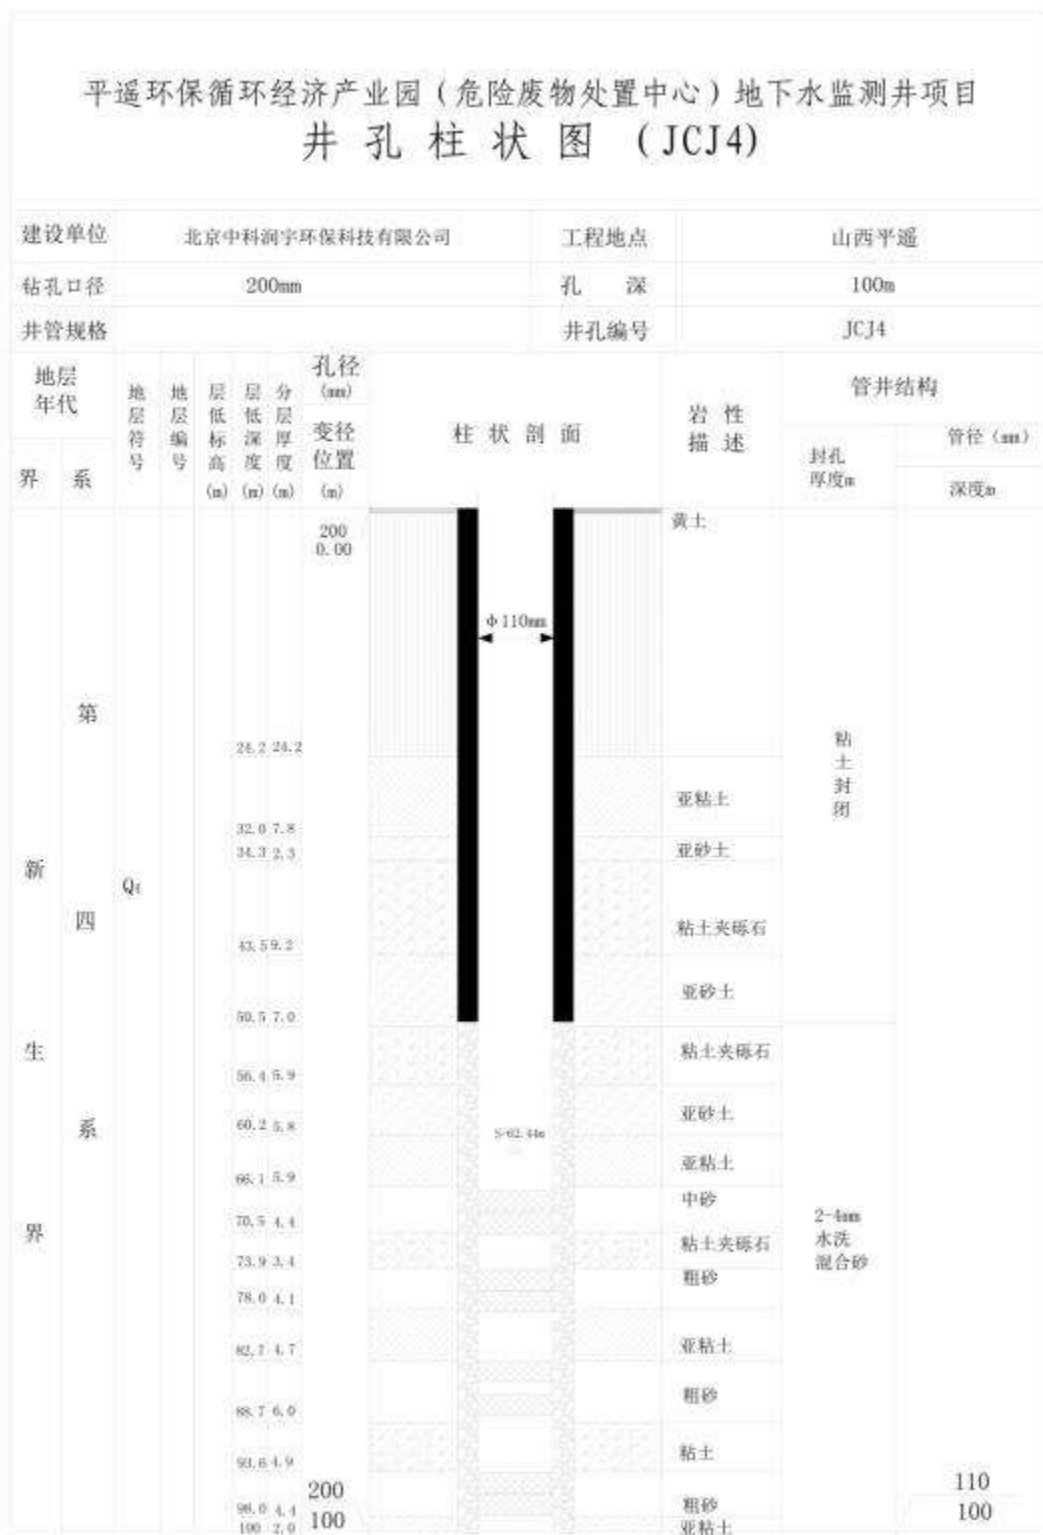 平遥环保循环经济产业园（危险废物处置中心）地下水监测井项目
井孔柱状图 (JCJ4)
建设单位 北京中科润宇环保科技有限公司 工程地点 山西平遥
钻孔口径 200mm 孔 深 100m
井管规格 井孔编号 JCJ4
地层年代 地层符号 地层编号 层低标高(m) 层低深度(m) 分层厚度(m) 孔径(mm) 变径位置(m) 柱状剖面 岩性描述 管井结构
界 系 封孔厚度m 管径（mm） 深度m
200 黄土
0.00
φ110mm
第
24.2 24.2
粘土封闭
亚粘土
32.0 7.8
34.3 2.3 亚砂土
新
Q4
四
粘土夹砾石
43.5 9.2
亚砂土
50.5 7.0
生 粘土夹砾石
56.4 5.9
亚砂土
60.2 5.8
系 S-62.44m
亚粘土
66.1 5.9
中砂
70.5 4.4
界
2-4mm
水洗
混合砂
粘土夹砾石
73.9 3.4
粗砂
78.0 4.1
亚粘土
82.7 4.7
粗砂
88.7 6.0
粘土
93.6 4.9
200 110
98.0 4.4 粗砂
100 2.0 100 亚粘土 100